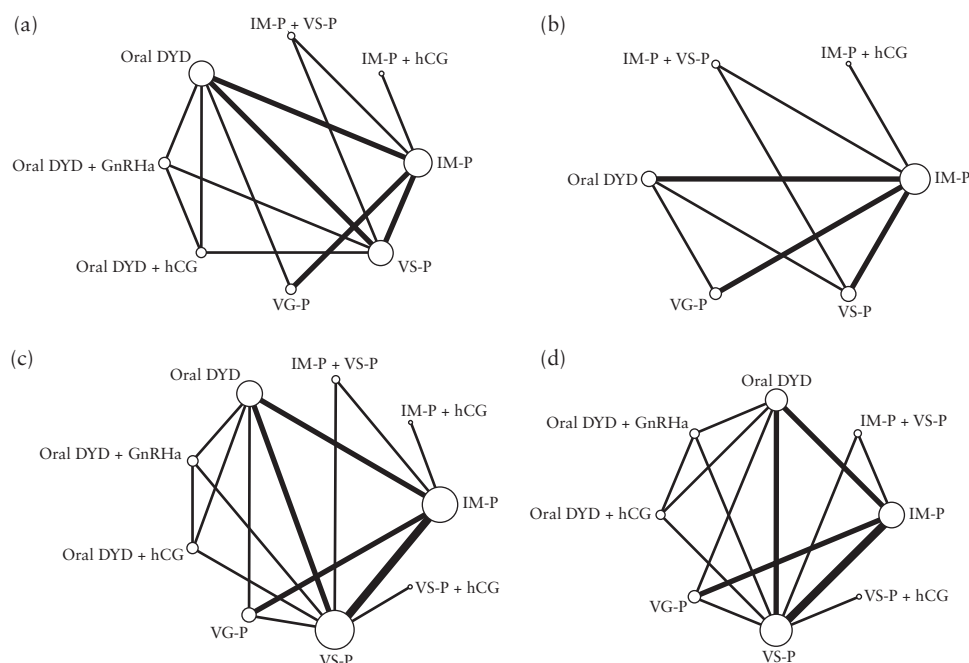 (a)
IM-P + VS-P
Oral DYD
IM-P + hCG
Oral DYD + GnRHa
IM-P
Oral DYD + hCG
VS-P
VG-P
(b)
IM-P + hCG
IM-P + VS-P
Oral DYD
IM-P
VG-P
VS-P
(c)
IM-P + VS-P
Oral DYD
IM-P + hCG
Oral DYD + GnRHa
IM-P
Oral DYD + hCG
VS-P + hCG
VG-P
VS-P
(d)
Oral DYD
Oral DYD + GnRHa
IM-P + VS-P
Oral DYD + hCG
IM-P
VG-P
VS-P + hCG
VS-P